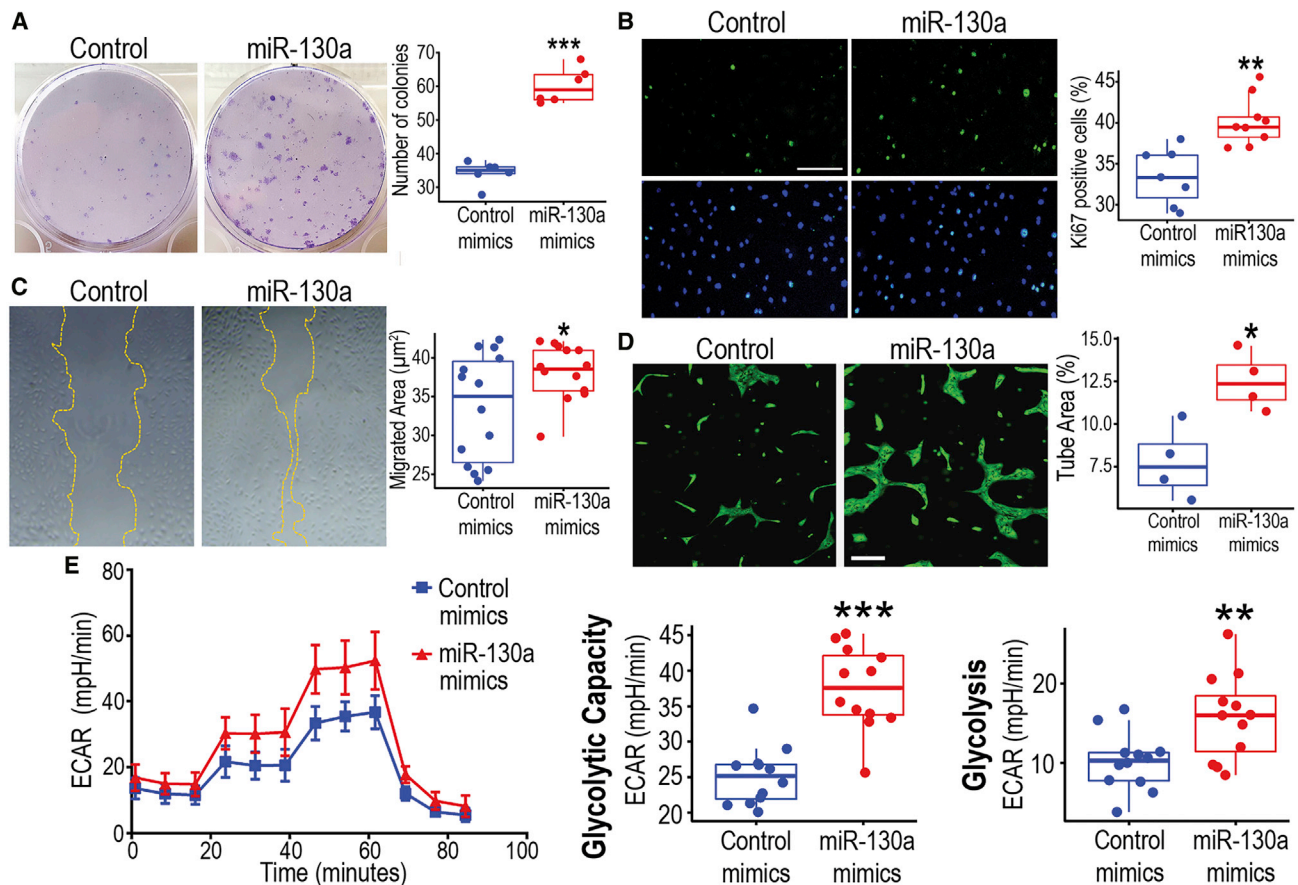 A
Control
miR-130a
***
Number of colonies
70
60
50
40
30
Control
mimics
miR-130a
mimics
B
Control
miR-130a
**
Ki67 positive cells (%)
45
40
35
30
Control
mimics
miR130a
mimics
C
Control
miR-130a
*
Migrated Area (μm²)
40
35
30
25
Control
mimics
miR-130a
mimics
D
Control
miR-130a
*
Tube Area (%)
15.0
12.5
7.5
Control
mimics
miR-130a
mimics
E
ECAR (mpH/min)
80
60
40
20
0
0
20
40
60
80
100
Time (minutes)
Control
mimics
miR-130a
mimics
Glycolytic Capacity
ECAR (mpH/min)
***
45
40
35
30
25
20
Control
mimics
miR-130a
mimics
Glycolysis
ECAR (mpH/min)
**
20
10
Control
mimics
miR-130a
mimics